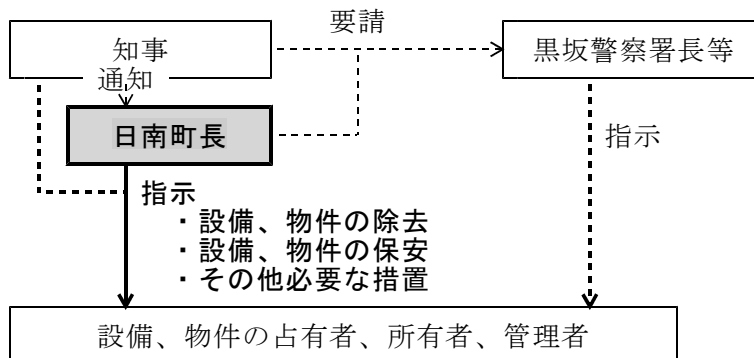 要請
知事
黒坂警察署長等
通知
日南町長
指示
指示
・設備、物件の除去
・設備、物件の保安
・その他必要な措置
設備、物件の占有者、所有者、管理者